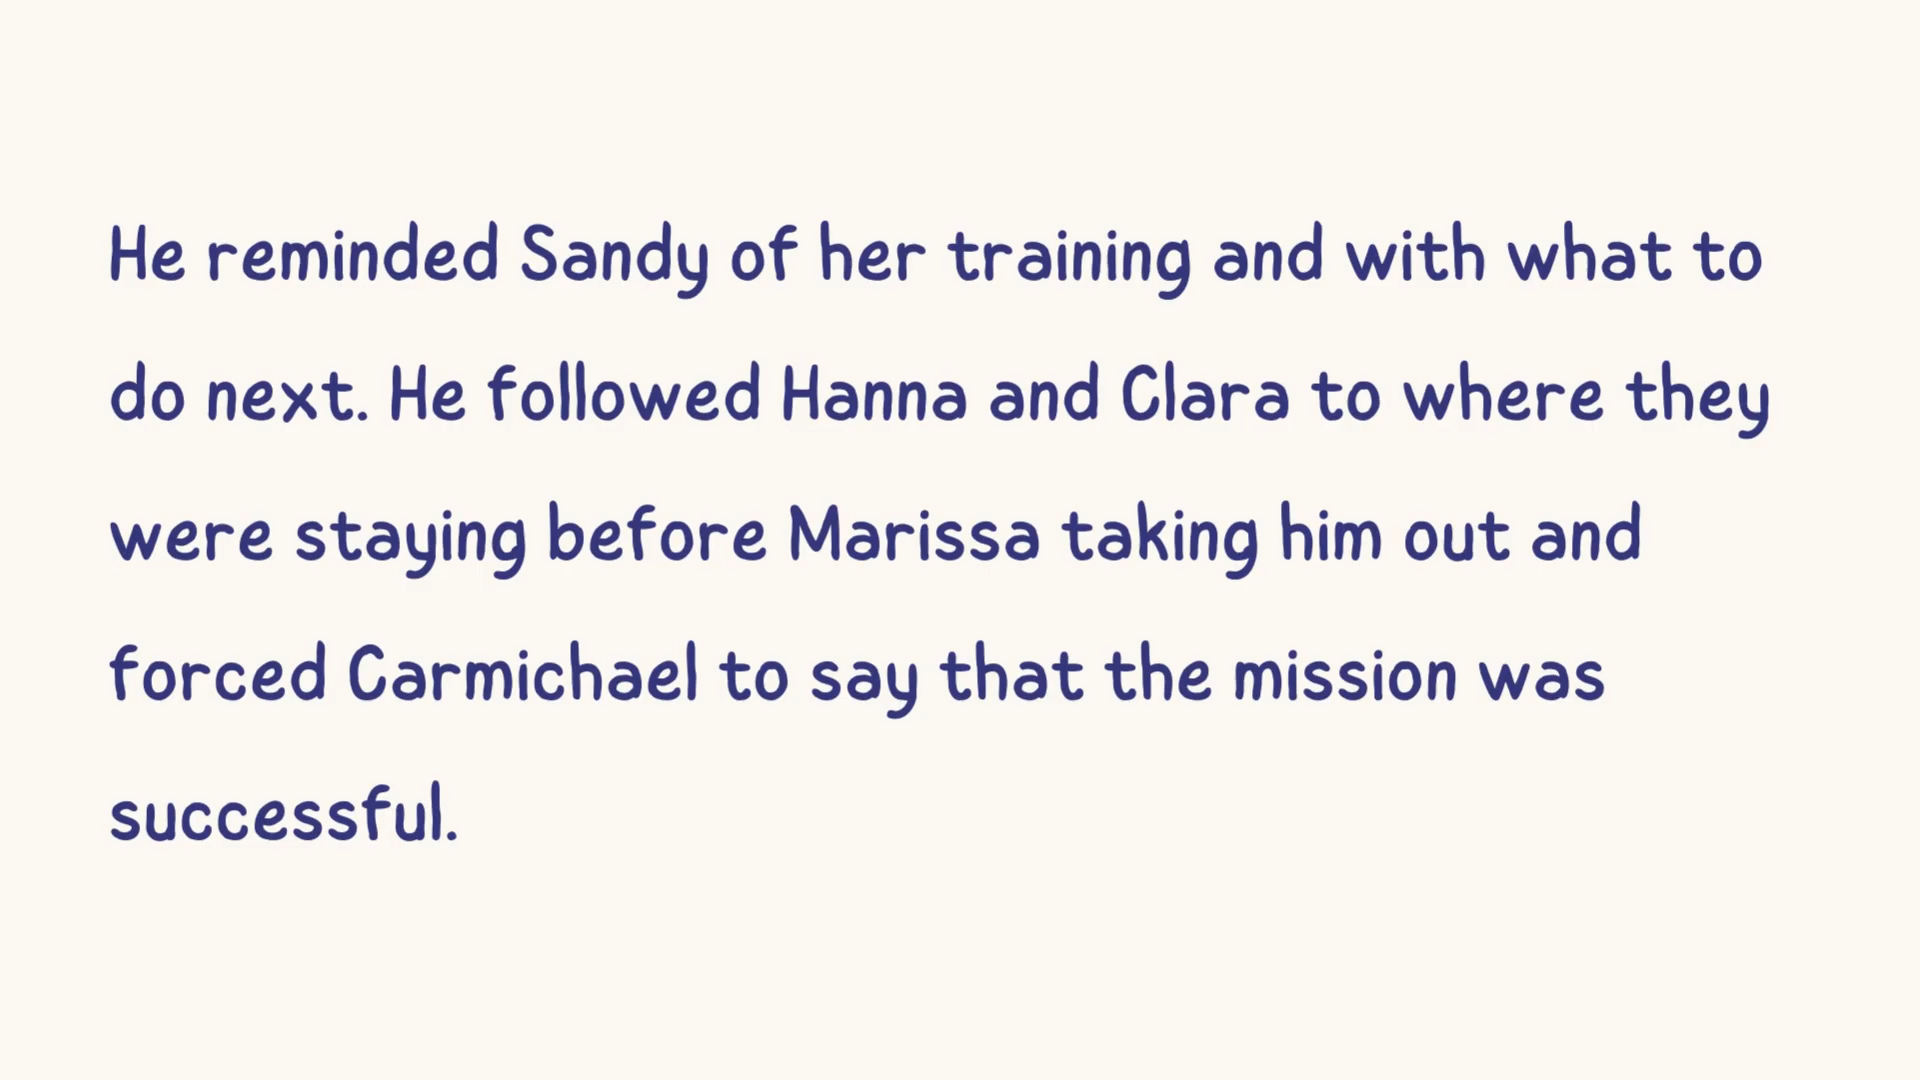 He reminded Sandy of her training and with what to
do next. He followed Hanna and Clara to where they
were staying before Marissa taking him out and
forced Carmichael to say that the mission was
successful.